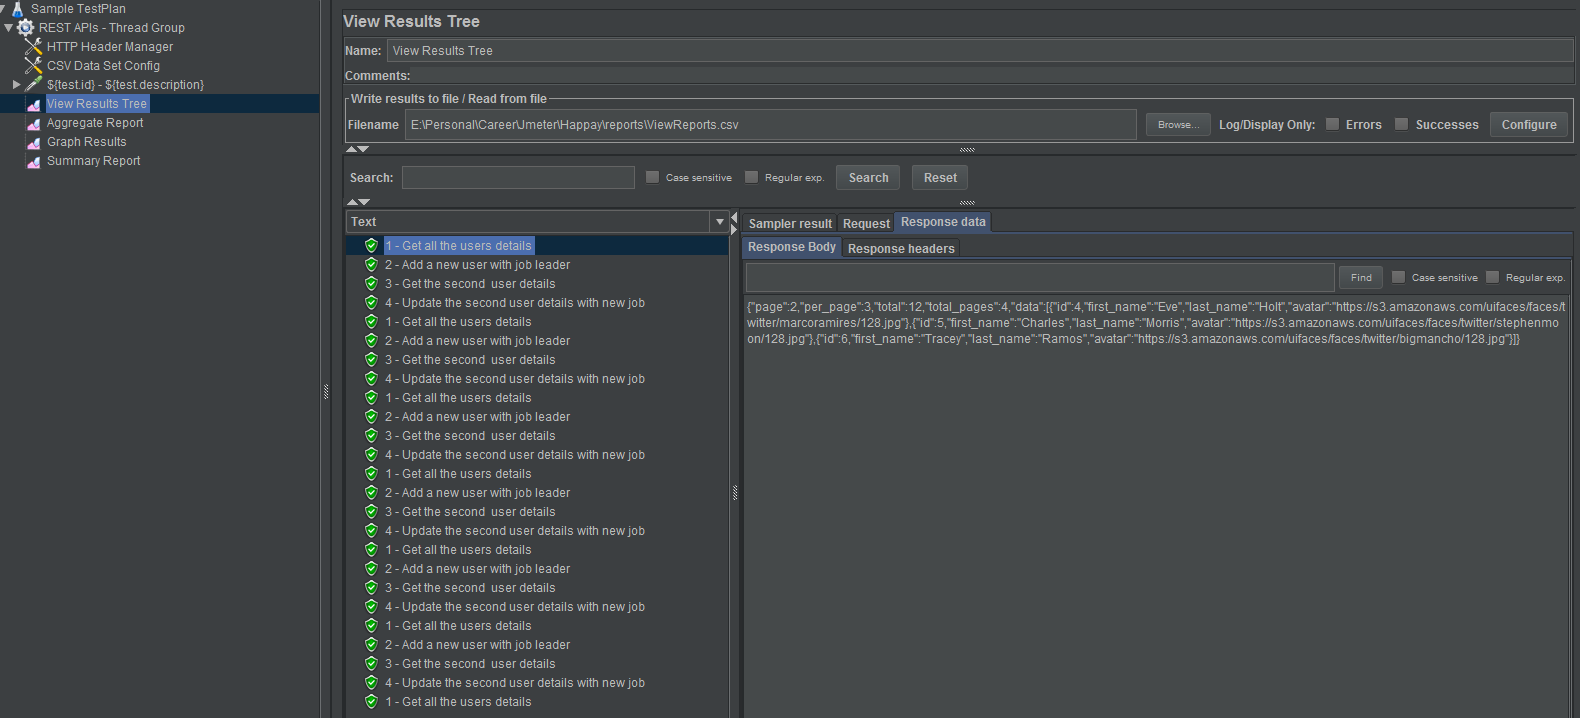 Sample TestPlan
REST APIs - Thread Group
HTTP Header Manager
CSV Data Set Config
${test.id} - ${test.description}
View Results Tree
Aggregate Report
Graph Results
Summary Report
View Results Tree
Name: View Results Tree
Comments:
Write results to file / Read from file
Filename E:\Personal\Career\Jmeter\Happay\reports\ViewReports.csv Browse... Log/Display Only: Errors Successes Configure
Search: Case sensitive Regular exp. Search Reset
Text
1 - Get all the users details
2 - Add a new user with job leader
3 - Get the second  user details
4 - Update the second user details with new job
1 - Get all the users details
2 - Add a new user with job leader
3 - Get the second  user details
4 - Update the second user details with new job
1 - Get all the users details
2 - Add a new user with job leader
3 - Get the second  user details
4 - Update the second user details with new job
1 - Get all the users details
2 - Add a new user with job leader
3 - Get the second  user details
4 - Update the second user details with new job
1 - Get all the users details
2 - Add a new user with job leader
3 - Get the second  user details
4 - Update the second user details with new job
1 - Get all the users details
2 - Add a new user with job leader
3 - Get the second  user details
4 - Update the second user details with new job
1 - Get all the users details
Sampler result Request Response data
Response Body Response headers
Find Case sensitive Regular exp.
{"page":2,"per_page":3,"total":12,"total_pages":4,"data":[{"id":4,"first_name":"Eve","last_name":"Holt","avatar":"https://s3.amazonaws.com/uifaces/faces/t
witter/marcoramires/128.jpg"},{"id":5,"first_name":"Charles","last_name":"Morris","avatar":"https://s3.amazonaws.com/uifaces/faces/twitter/stephenmo
on/128.jpg"},{"id":6,"first_name":"Tracey","last_name":"Ramos","avatar":"https://s3.amazonaws.com/uifaces/faces/twitter/bigmancho/128.jpg"}]}